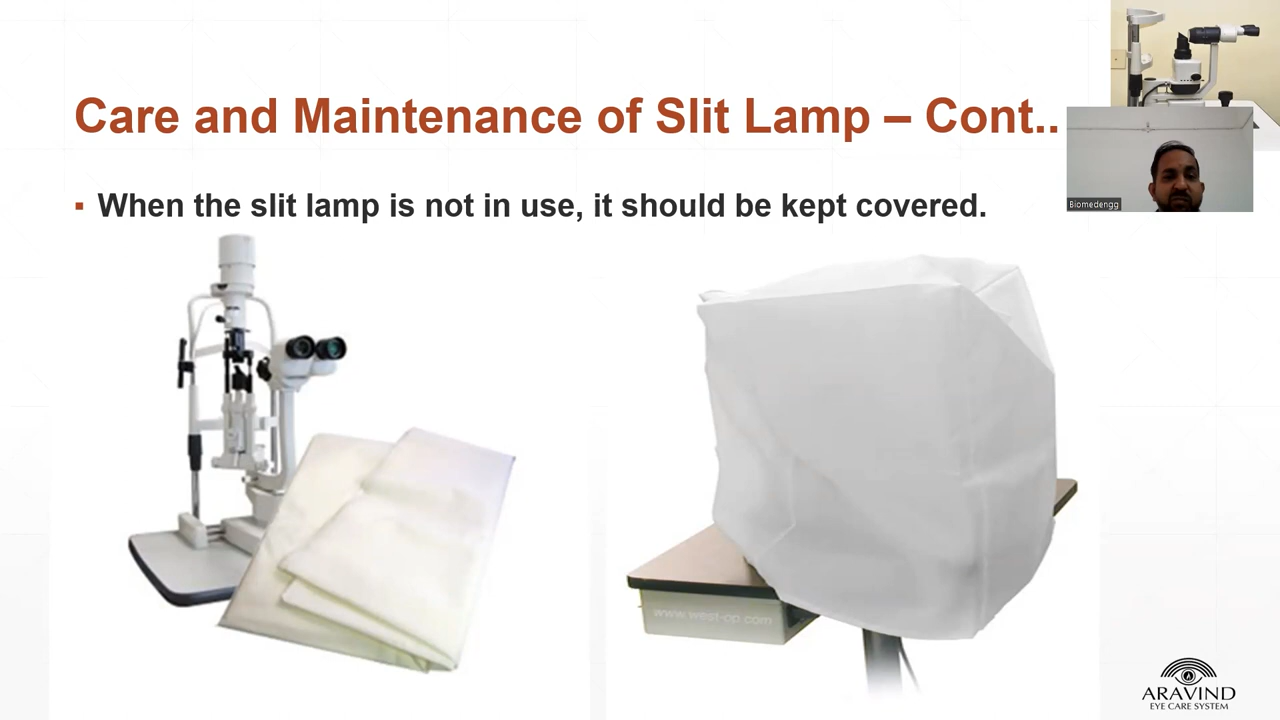 Care and Maintenance of Slit Lamp – Cont..
Biomedengg
▪ When the slit lamp is not in use, it should be kept covered.
www.west-op.com
ARAVIND
EYE CARE SYSTEM